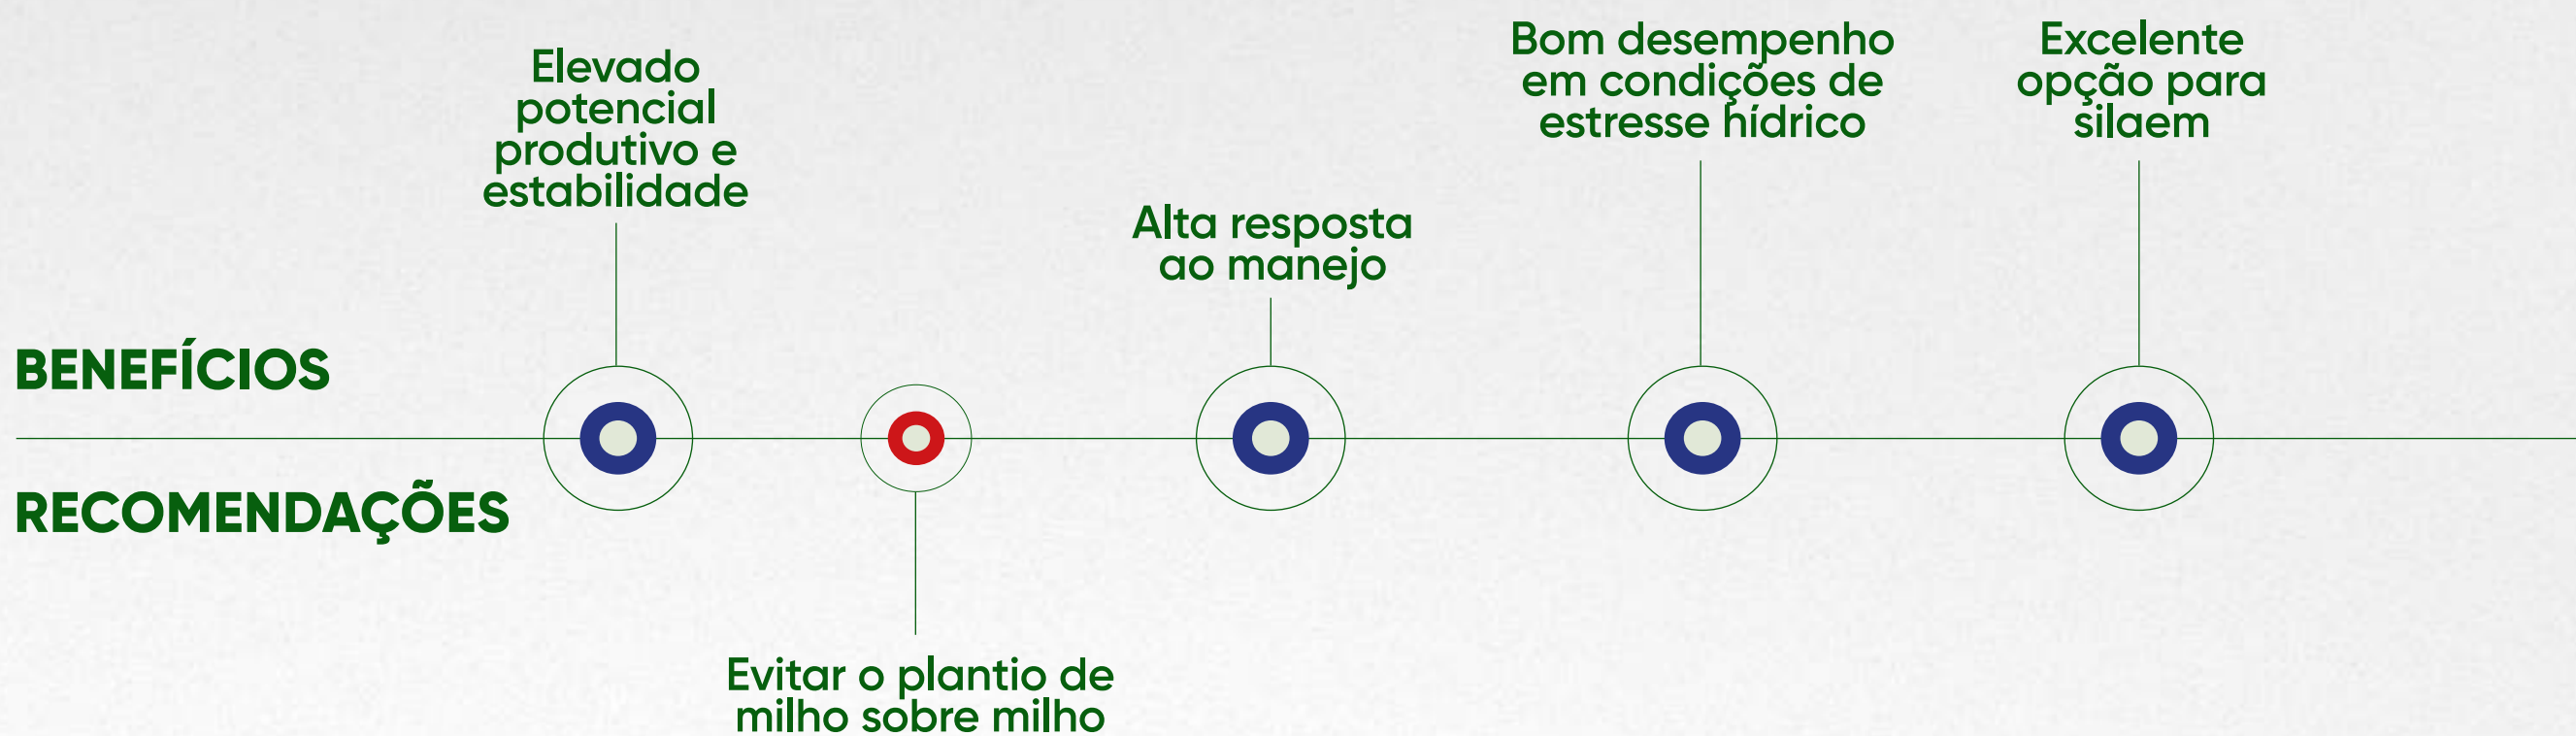 Elevado
potencial
produtivo e
estabilidade
Alta resposta
ao manejo
Bom desempenho
em condições de
estresse hídrico
Excelente
opção para
silaem
BENEFÍCIOS
RECOMENDAÇÕES
Evitar o plantio de
milho sobre milho